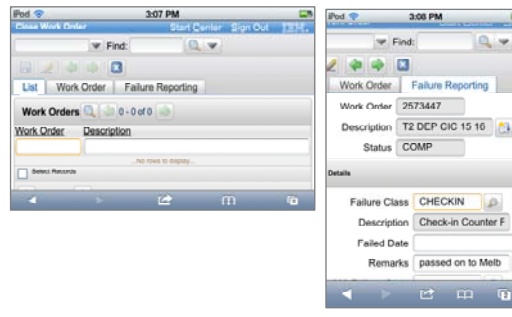 iPod 3:07 PM
Close Work Order Start Center Sign Out IBM.
Find:
List Work Order Failure Reporting
Work Orders 0 - 0 of 0
Work Order Description
...No rows to display...
Select Records
iPod 3:08 PM
Find:
Work Order Failure Reporting
Work Order 2573447
Description T2 DEP CIC 15 16
Status COMP
Details
Failure Class CHECKIN
Description Check-in Counter F
Failed Date
Remarks passed on to Melb